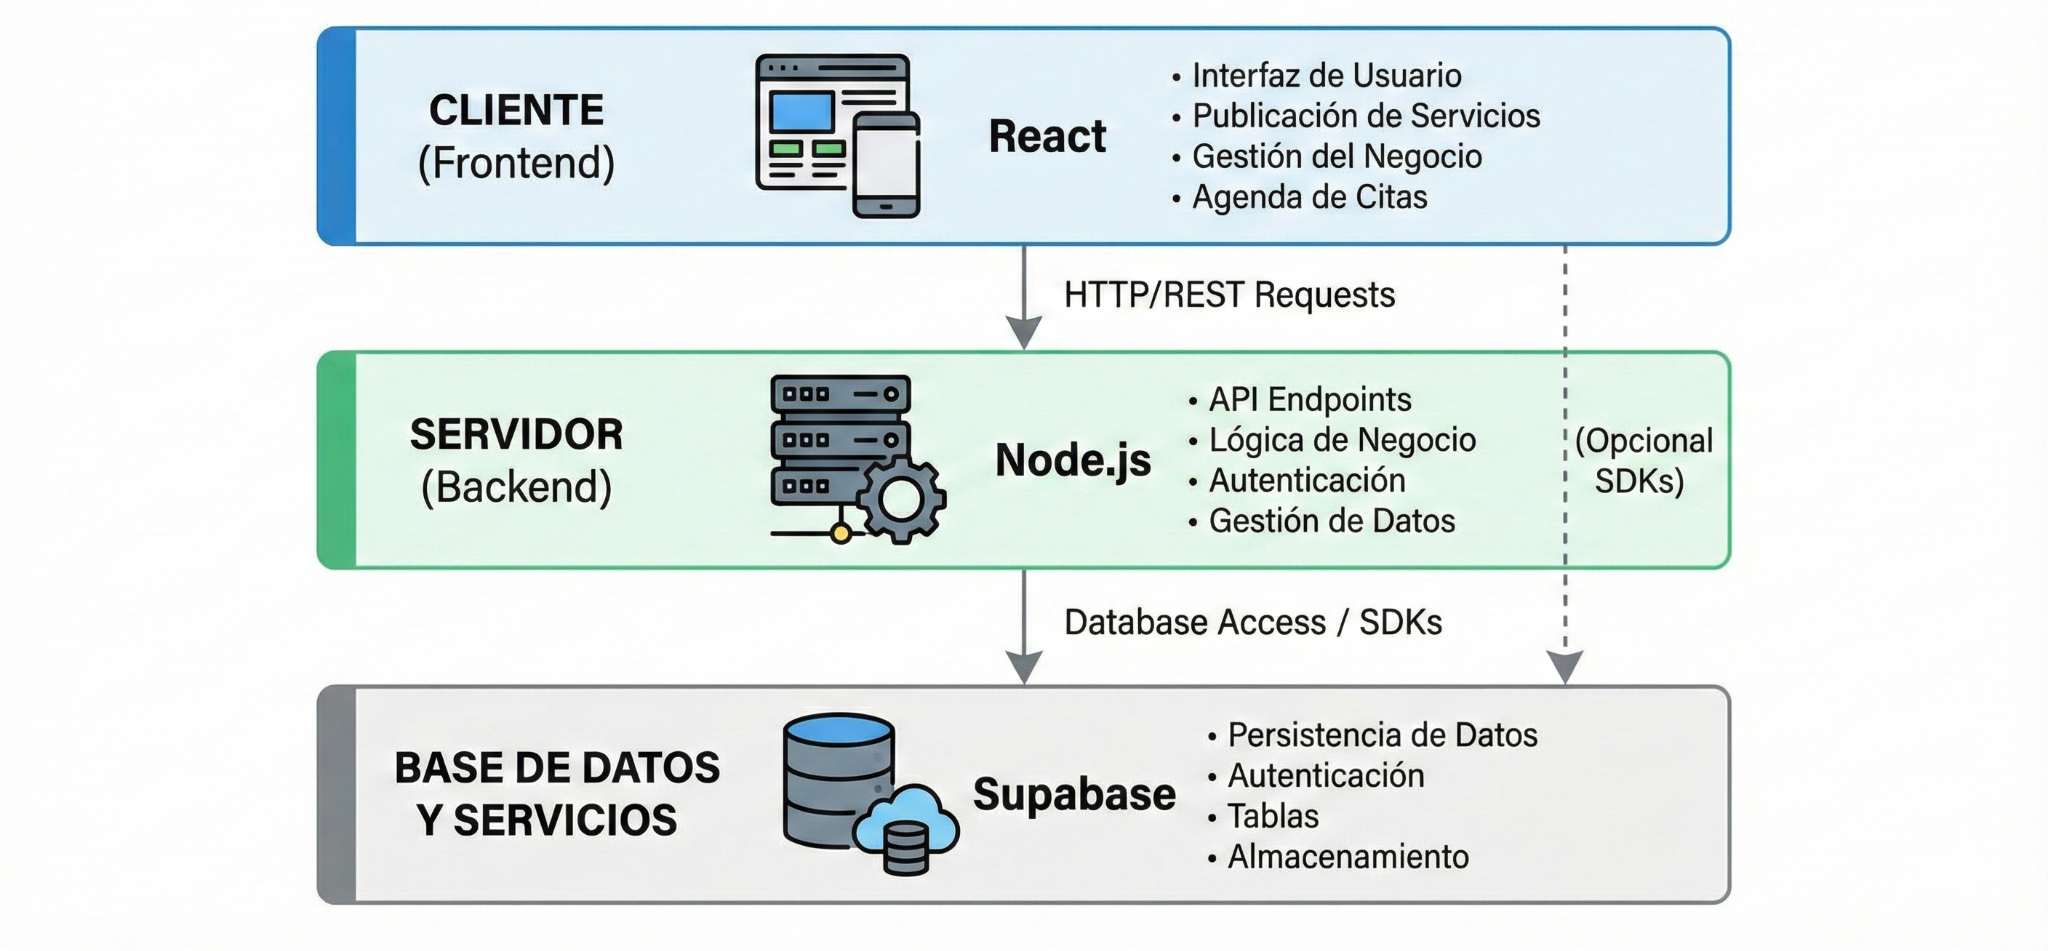 CLIENTE
(Frontend)
React
• Interfaz de Usuario
• Publicación de Servicios
• Gestión del Negocio
• Agenda de Citas
HTTP/REST Requests
SERVIDOR
(Backend)
Node.js
• API Endpoints
• Lógica de Negocio
• Autenticación
• Gestión de Datos
(Opcional
SDKs)
Database Access / SDKs
BASE DE DATOS
Y SERVICIOS
Supabase
• Persistencia de Datos
• Autenticación
• Tablas
• Almacenamiento